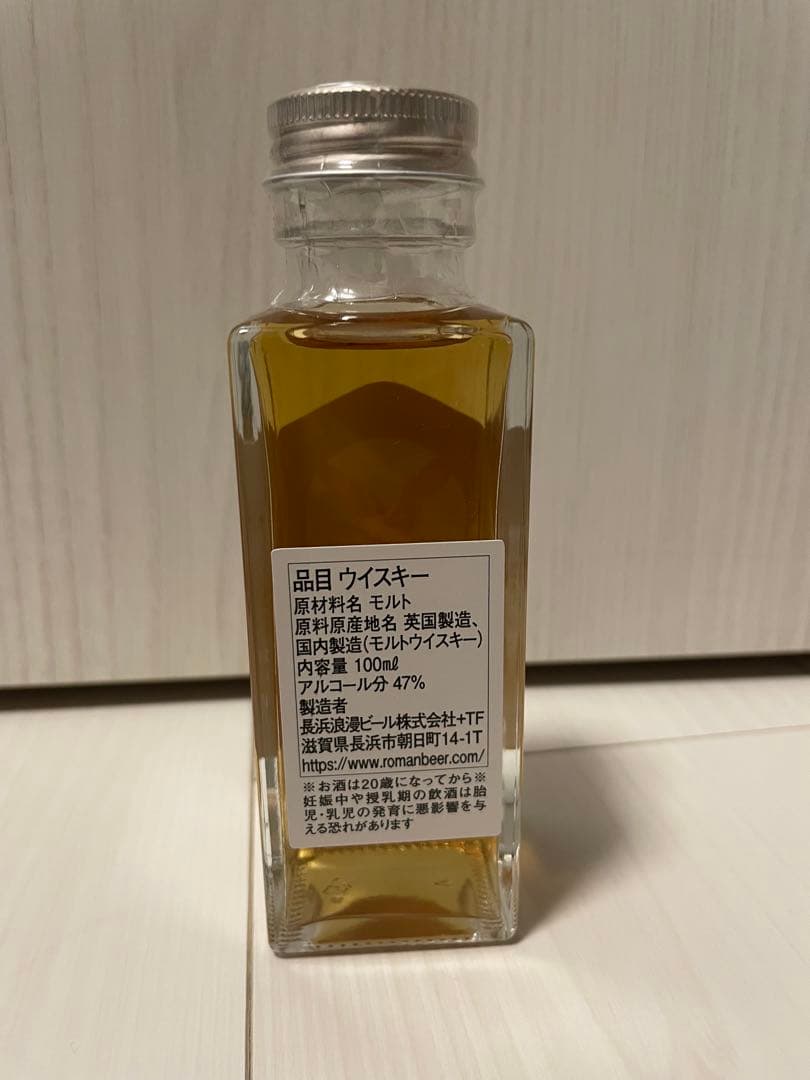 品目 ウイスキー
原材料名 モルト
原料原産地名 英国製造、
国内製造(モルトウイスキー)
内容量 100㎖
アルコール分 47%
製造者
長浜浪漫ビール株式会社+TF
滋賀県長浜市朝日町14-1T
https://www.romanbeer.com/
※お酒は20歳になってから※
妊娠中や授乳期の飲酒は胎
児・乳児の発育に悪影響を与
える恐れがあります